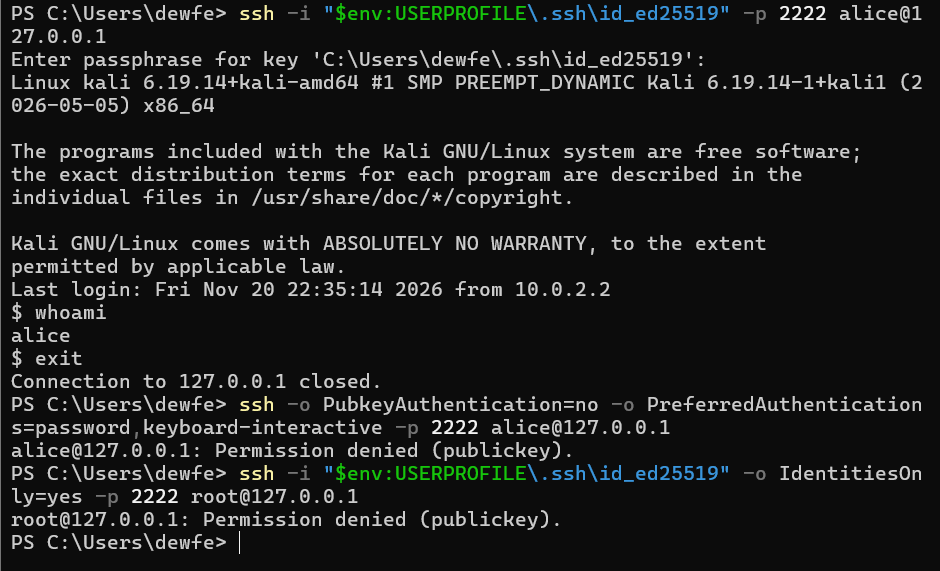 PS C:\Users\dewfe> ssh -i "$env:USERPROFILE\.ssh\id_ed25519" -p 2222 alice@1
27.0.0.1
Enter passphrase for key 'C:\Users\dewfe\.ssh\id_ed25519':
Linux kali 6.19.14+kali-amd64 #1 SMP PREEMPT_DYNAMIC Kali 6.19.14-1+kali1 (2
026-05-05) x86_64

The programs included with the Kali GNU/Linux system are free software;
the exact distribution terms for each program are described in the
individual files in /usr/share/doc/*/copyright.

Kali GNU/Linux comes with ABSOLUTELY NO WARRANTY, to the extent
permitted by applicable law.
Last login: Fri Nov 20 22:35:14 2026 from 10.0.2.2
$ whoami
alice
$ exit
Connection to 127.0.0.1 closed.
PS C:\Users\dewfe> ssh -o PubkeyAuthentication=no -o PreferredAuthentication
s=password,keyboard-interactive -p 2222 alice@127.0.0.1
alice@127.0.0.1: Permission denied (publickey).
PS C:\Users\dewfe> ssh -i "$env:USERPROFILE\.ssh\id_ed25519" -o IdentitiesOn
ly=yes -p 2222 root@127.0.0.1
root@127.0.0.1: Permission denied (publickey).
PS C:\Users\dewfe>